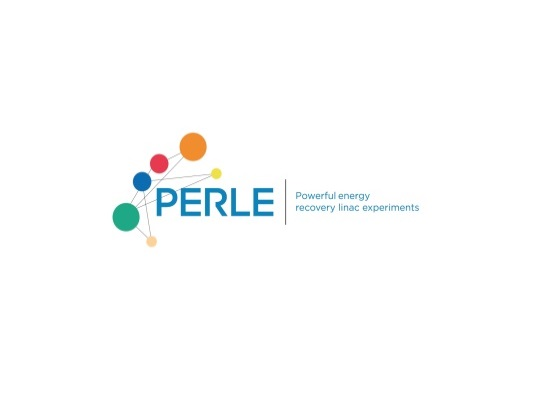 PERLE
Powerful energy
recovery linac experiments